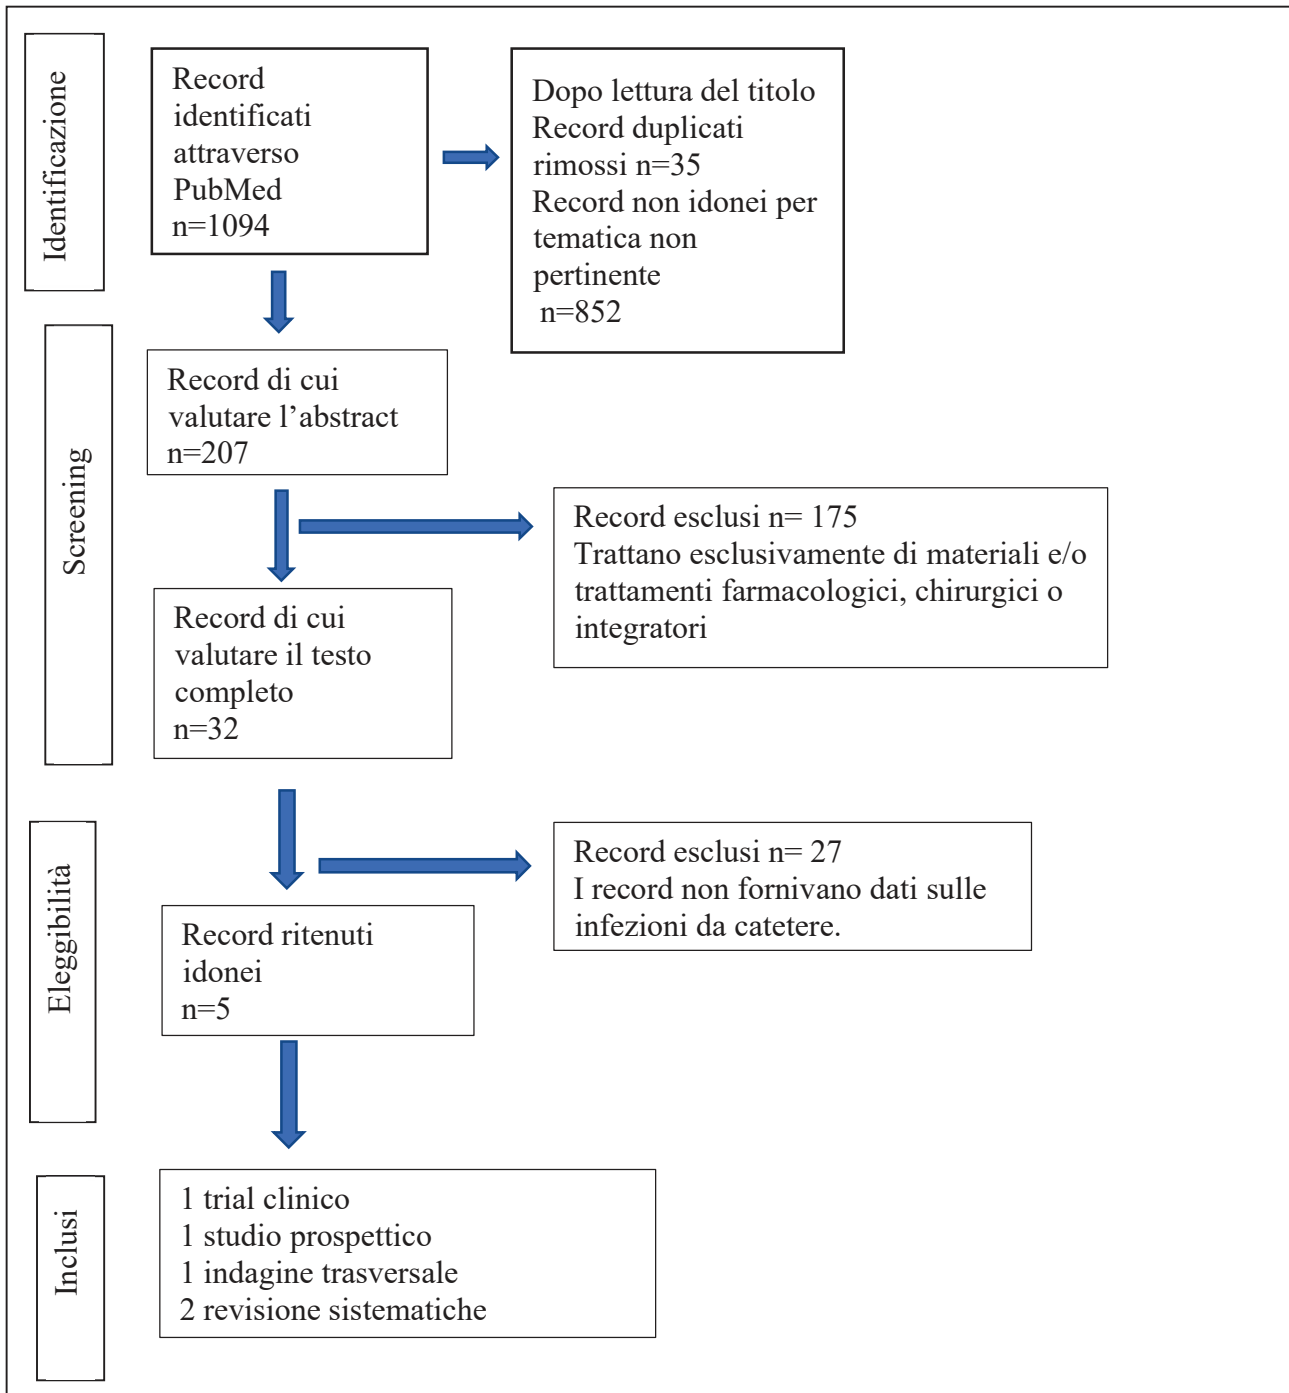 Identificazione
Record
identificati
attraverso
PubMed
n=1094
Dopo lettura del titolo
Record duplicati
rimossi n=35
Record non idonei per
tematica non
pertinente
n=852
Screening
Record di cui
valutare l’abstract
n=207
Record esclusi n= 175
Trattano esclusivamente di materiali e/o
trattamenti farmacologici, chirurgici o
integratori
Record di cui
valutare il testo
completo
n=32
Eleggibilità
Record esclusi n= 27
I record non fornivano dati sulle
infezioni da catetere.
Record ritenuti
idonei
n=5
Inclusi
1 trial clinico
1 studio prospettico
1 indagine trasversale
2 revisione sistematiche